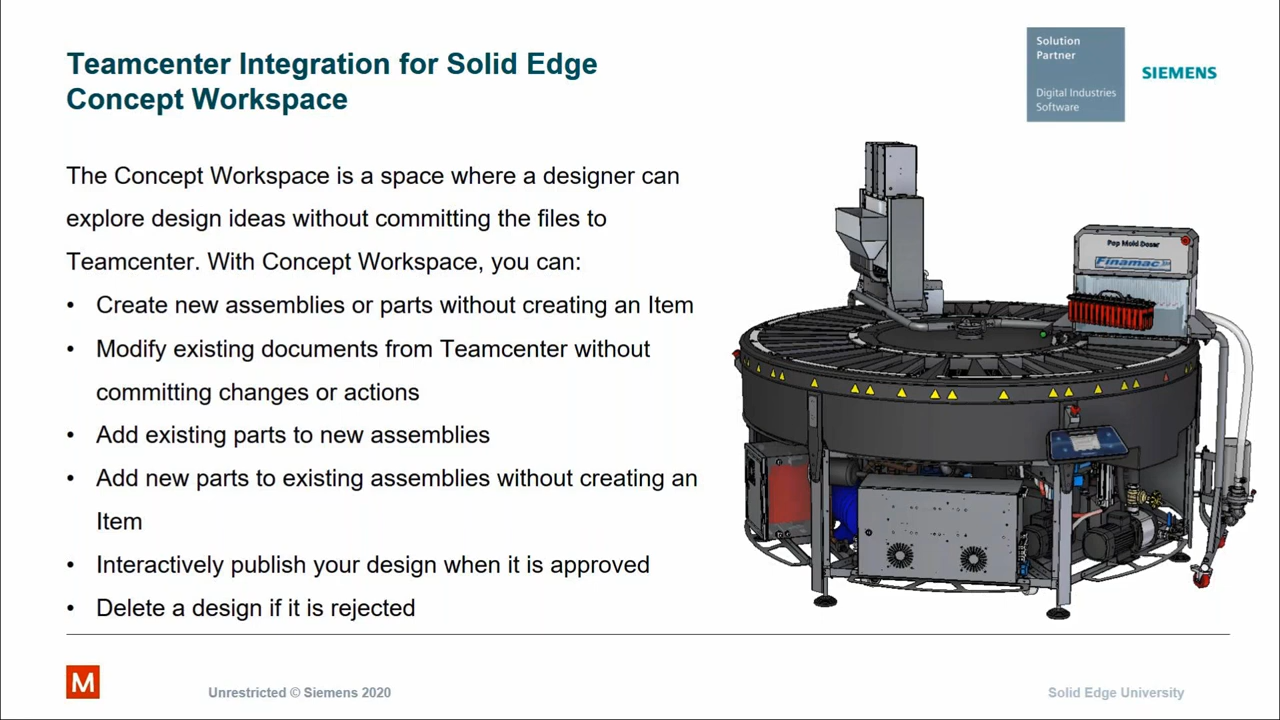 Teamcenter Integration for Solid Edge
Concept Workspace
Solution
Partner
Digital Industries
Software
SIEMENS
The Concept Workspace is a space where a designer can
explore design ideas without committing the files to
Teamcenter. With Concept Workspace, you can:
• Create new assemblies or parts without creating an Item
• Modify existing documents from Teamcenter without
committing changes or actions
• Add existing parts to new assemblies
• Add new parts to existing assemblies without creating an
Item
• Interactively publish your design when it is approved
• Delete a design if it is rejected
Pop Mold Dozer
Finamac
M
Unrestricted © Siemens 2020
Solid Edge University